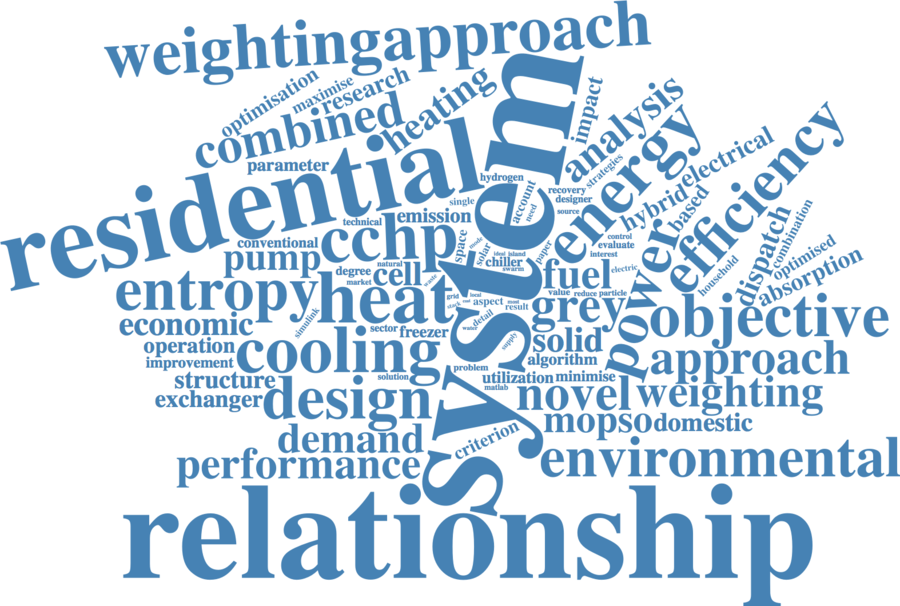 weightingapproach
optimisation
maximise
research
combined
heating
parameter
residential
system
impact
analysis
energy
strategies
hydrogen
recovery
designer
source
account
need
single
technical
emission
cchp
space
solar
mode
conventional
pump
natural
degree
market
cell
waste
ideal
island
chiller
swarm
paper
control
evaluate
interest
electric
hybrid
electrical
based
power
efficiency
household
dispatch
combination
optimised
absorption
entropy
heat
grid
local
aspect
most
result
detail
water
supply
fuel
value
reduce
particle
grey
objective
economic
simulink
sector
freezer
operation
improvement
cooling
solid
algorithm
approach
structure
exchanger
solution
problem
utilization
minimise
matlab
design
novel
weighting
demand
criterion
mopso
domestic
performance
environmental
relationship